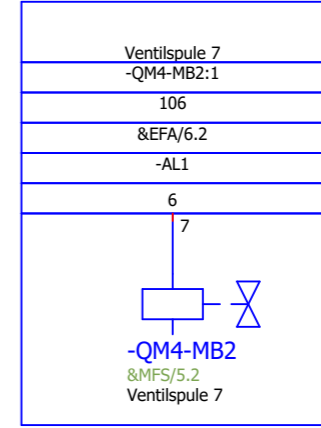 Ventilspule 7
-QM4-MB2:1
106
&EFA/6.2
-AL1
6
7
-QM4-MB2
&MFS/5.2
Ventilspule 7